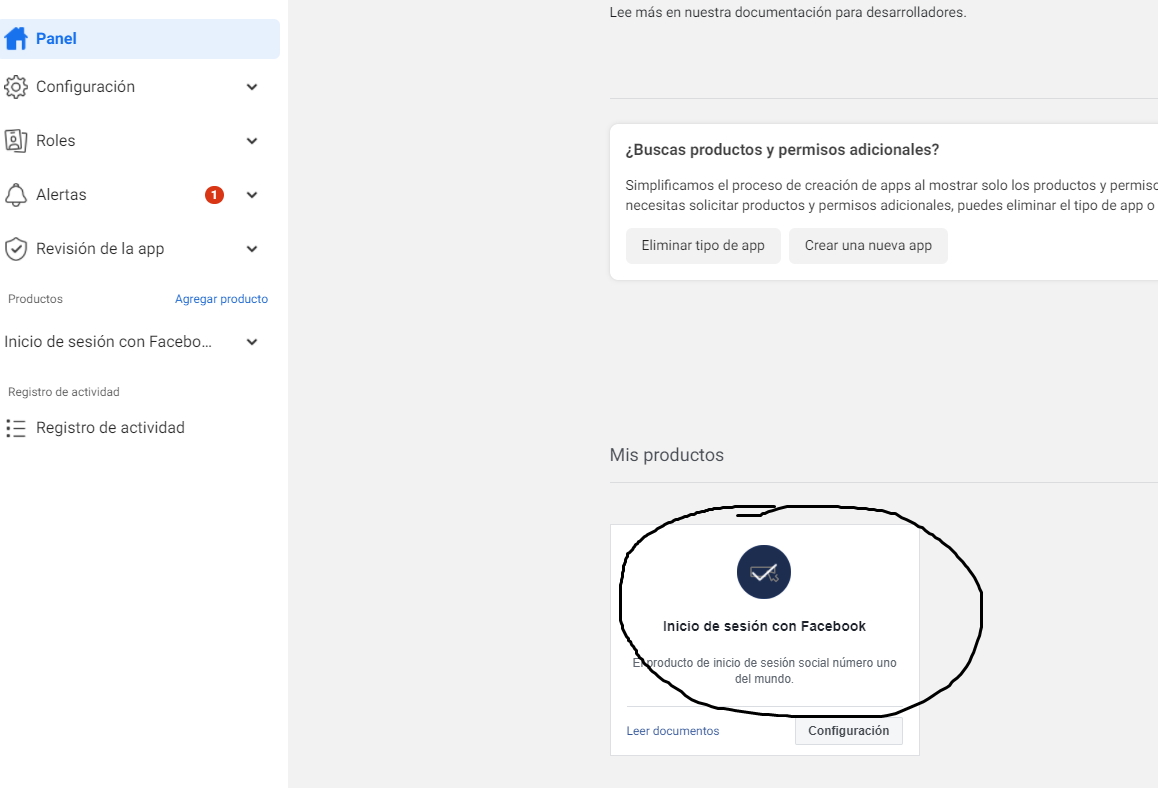 Panel
Configuración
Roles
Alertas
1
Revisión de la app
Productos
Agregar producto
Inicio de sesión con Facebo...
Registro de actividad
Registro de actividad
Lee más en nuestra documentación para desarrolladores.
¿Buscas productos y permisos adicionales?
Simplificamos el proceso de creación de apps al mostrar solo los productos y permiso
necesitas solicitar productos y permisos adicionales, puedes eliminar el tipo de app o
Eliminar tipo de app
Crear una nueva app
Mis productos
Inicio de sesión con Facebook
El producto de inicio de sesión social número uno
del mundo.
Leer documentos
Configuración